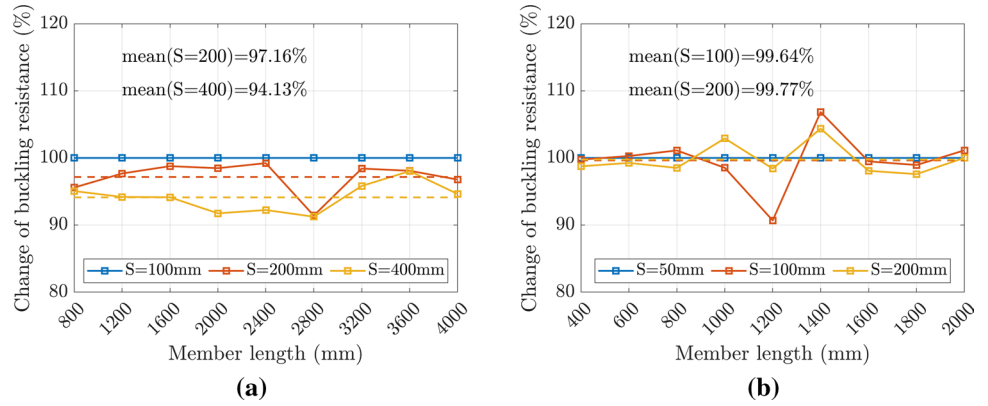 Change of buckling resistance (%)
120
110
100
90
80
mean(S=200)=97.16%
mean(S=400)=94.13%
S=100mm S=200mm S=400mm
800 1200 1600 2000 2400 2800 3200 3600 4000
Member length (mm)
(a)
Change of buckling resistance (%)
120
110
100
90
80
mean(S=100)=99.64%
mean(S=200)=99.77%
S=50mm S=100mm S=200mm
400 600 800 1000 1200 1400 1600 1800 2000
Member length (mm)
(b)